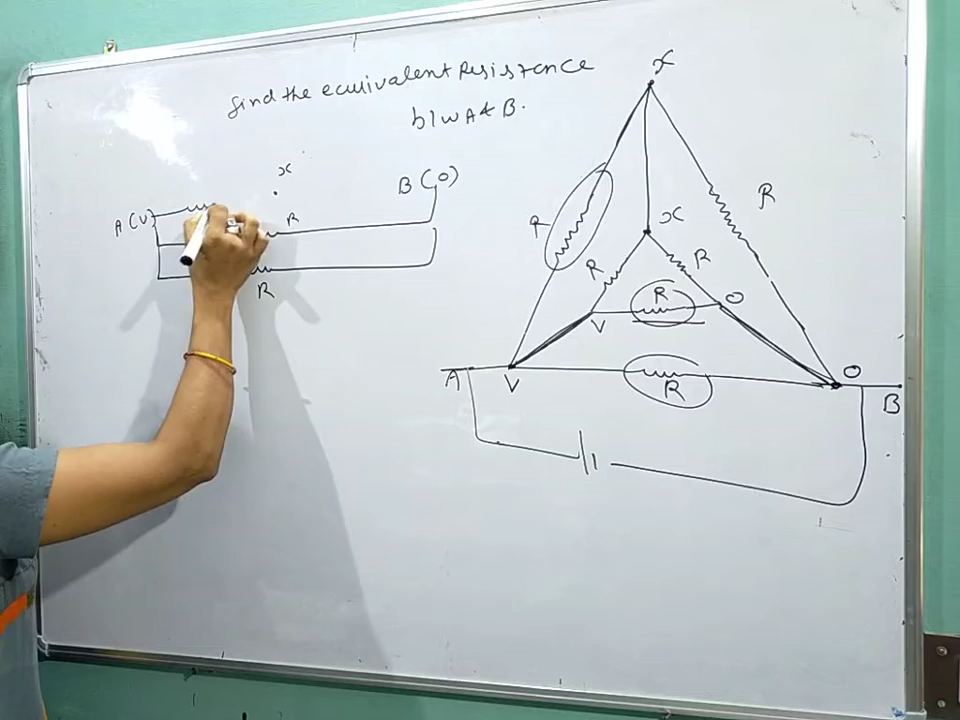 find the equivalent Resistance
b/w A & B.
x
x
B (0)
A (V)
R
R
R
R
x
R
R
R
0
V
A
V
R
0
B